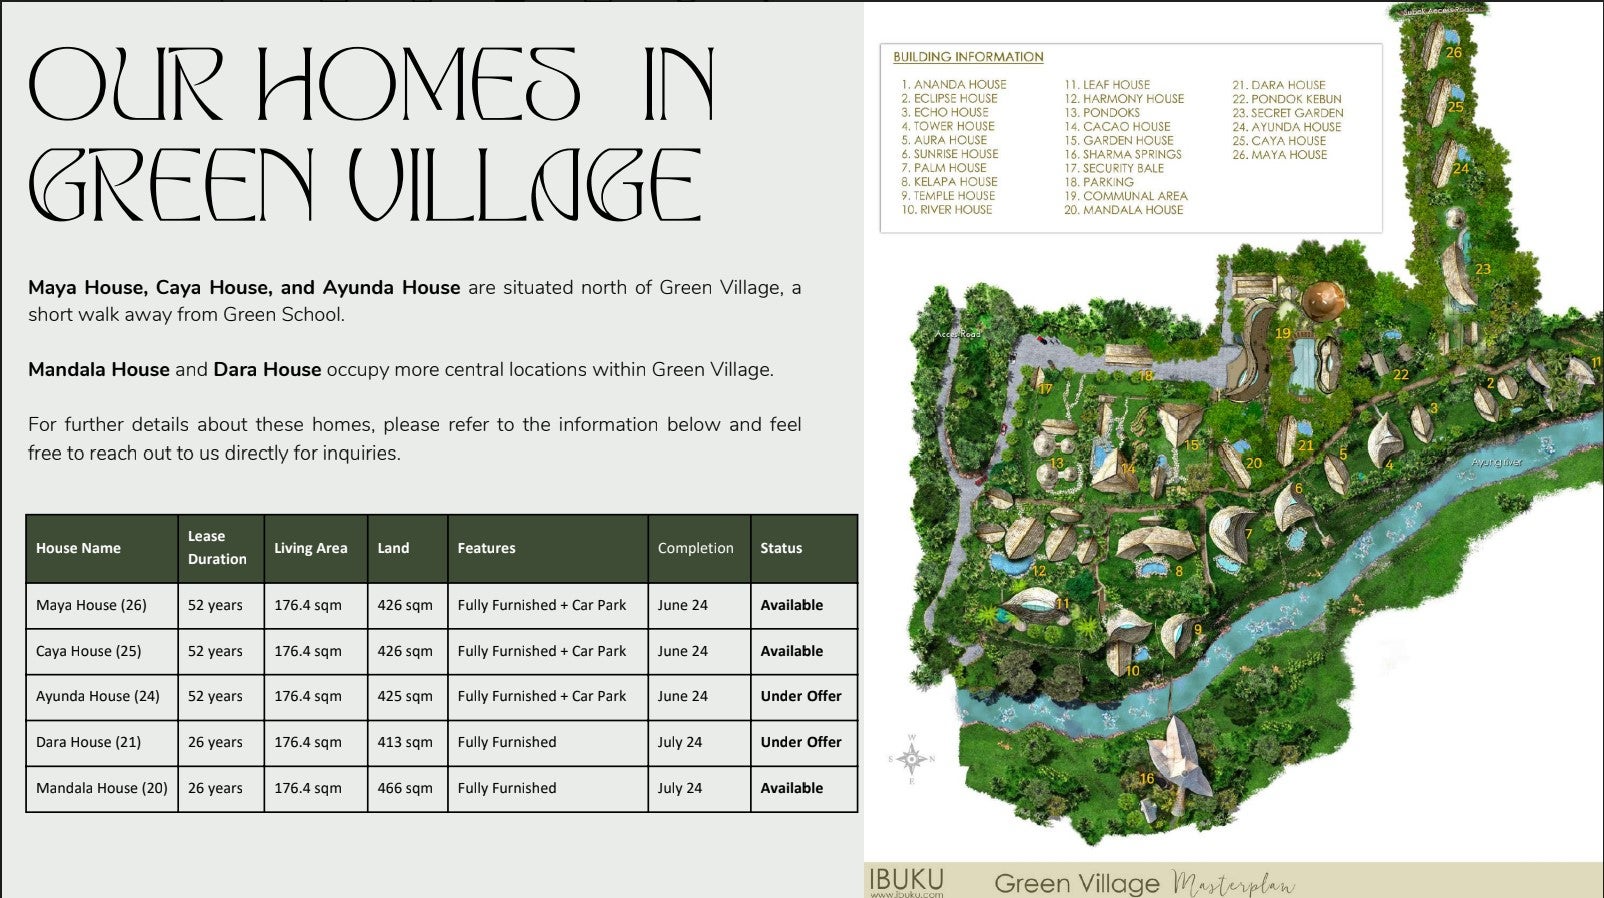 OUR HOMES IN
GREEN VILLAGE
Maya House, Caya House, and Ayunda House are situated north of Green Village, a
short walk away from Green School.
Mandala House and Dara House occupy more central locations within Green Village.
For further details about these homes, please refer to the information below and feel
free to reach out to us directly for inquiries.
House Name Lease Duration Living Area Land Features Completion Status
Maya House (26) 52 years 176.4 sqm 426 sqm Fully Furnished + Car Park June 24 Available
Caya House (25) 52 years 176.4 sqm 426 sqm Fully Furnished + Car Park June 24 Available
Ayunda House (24) 52 years 176.4 sqm 425 sqm Fully Furnished + Car Park June 24 Under Offer
Dara House (21) 26 years 176.4 sqm 413 sqm Fully Furnished July 24 Under Offer
Mandala House (20) 26 years 176.4 sqm 466 sqm Fully Furnished July 24 Available
BUILDING INFORMATION
1. ANANDA HOUSE
2. ECLIPSE HOUSE
3. ECHO HOUSE
4. TOWER HOUSE
5. AURA HOUSE
6. SUNRISE HOUSE
7. PALM HOUSE
8. KELAPA HOUSE
9. TEMPLE HOUSE
10. RIVER HOUSE
11. LEAF HOUSE
12. HARMONY HOUSE
13. PONDOKS
14. CACAO HOUSE
15. GARDEN HOUSE
16. SHARMA SPRINGS
17. SECURITY BALE
18. PARKING
19. COMMUNAL AREA
20. MANDALA HOUSE
21. DARA HOUSE
22. PONDOK KEBUN
23. SECRET GARDEN
24. AYUNDA HOUSE
25. CAYA HOUSE
26. MAYA HOUSE
Subak Access Road
26
25
24
23
Acces Road
19
18
17
22
2
3
15
21
20
5
4
14
13
Ayung river
6
7
12
8
11
9
10
16
W
S N
E
IBUKU
www.ibuku.com
Green Village Masterplan